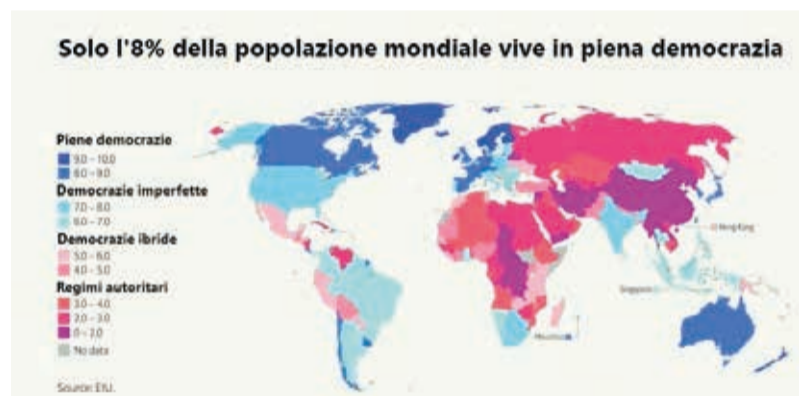 Solo l'8% della popolazione mondiale vive in piena democrazia
Piene democrazie
9.0 - 10.0
8.0 - 9.0
Democrazie imperfette
7.0 - 8.0
6.0 - 7.0
Democrazie ibride
5.0 - 6.0
4.0 - 5.0
Regimi autoritari
3.0 - 4.0
2.0 - 3.0
0 - 2.0
No data
Hong Kong
Singapore
Mauritius
Source: EIU.